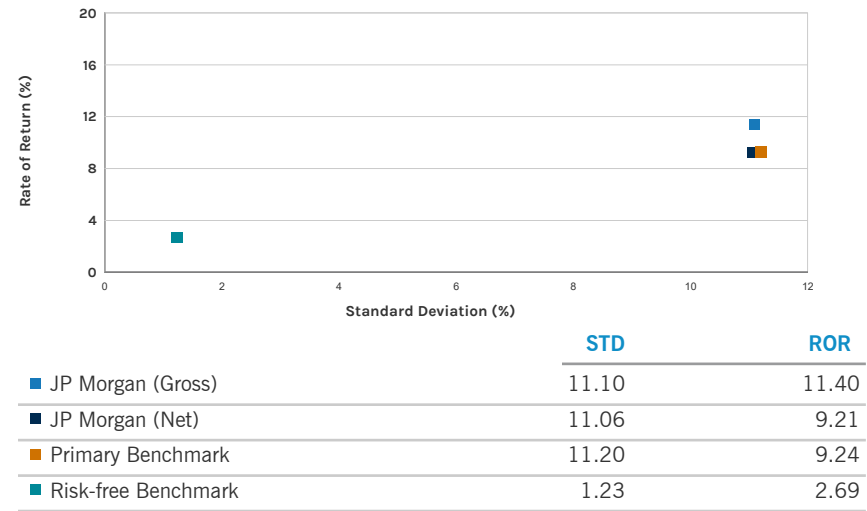 20
16
12
8
4
0
Rate of Return (%)
0 2 4 6 8 10 12
Standard Deviation (%)
STD ROR
JP Morgan (Gross) 11.10 11.40
JP Morgan (Net) 11.06 9.21
Primary Benchmark 11.20 9.24
Risk-free Benchmark 1.23 2.69